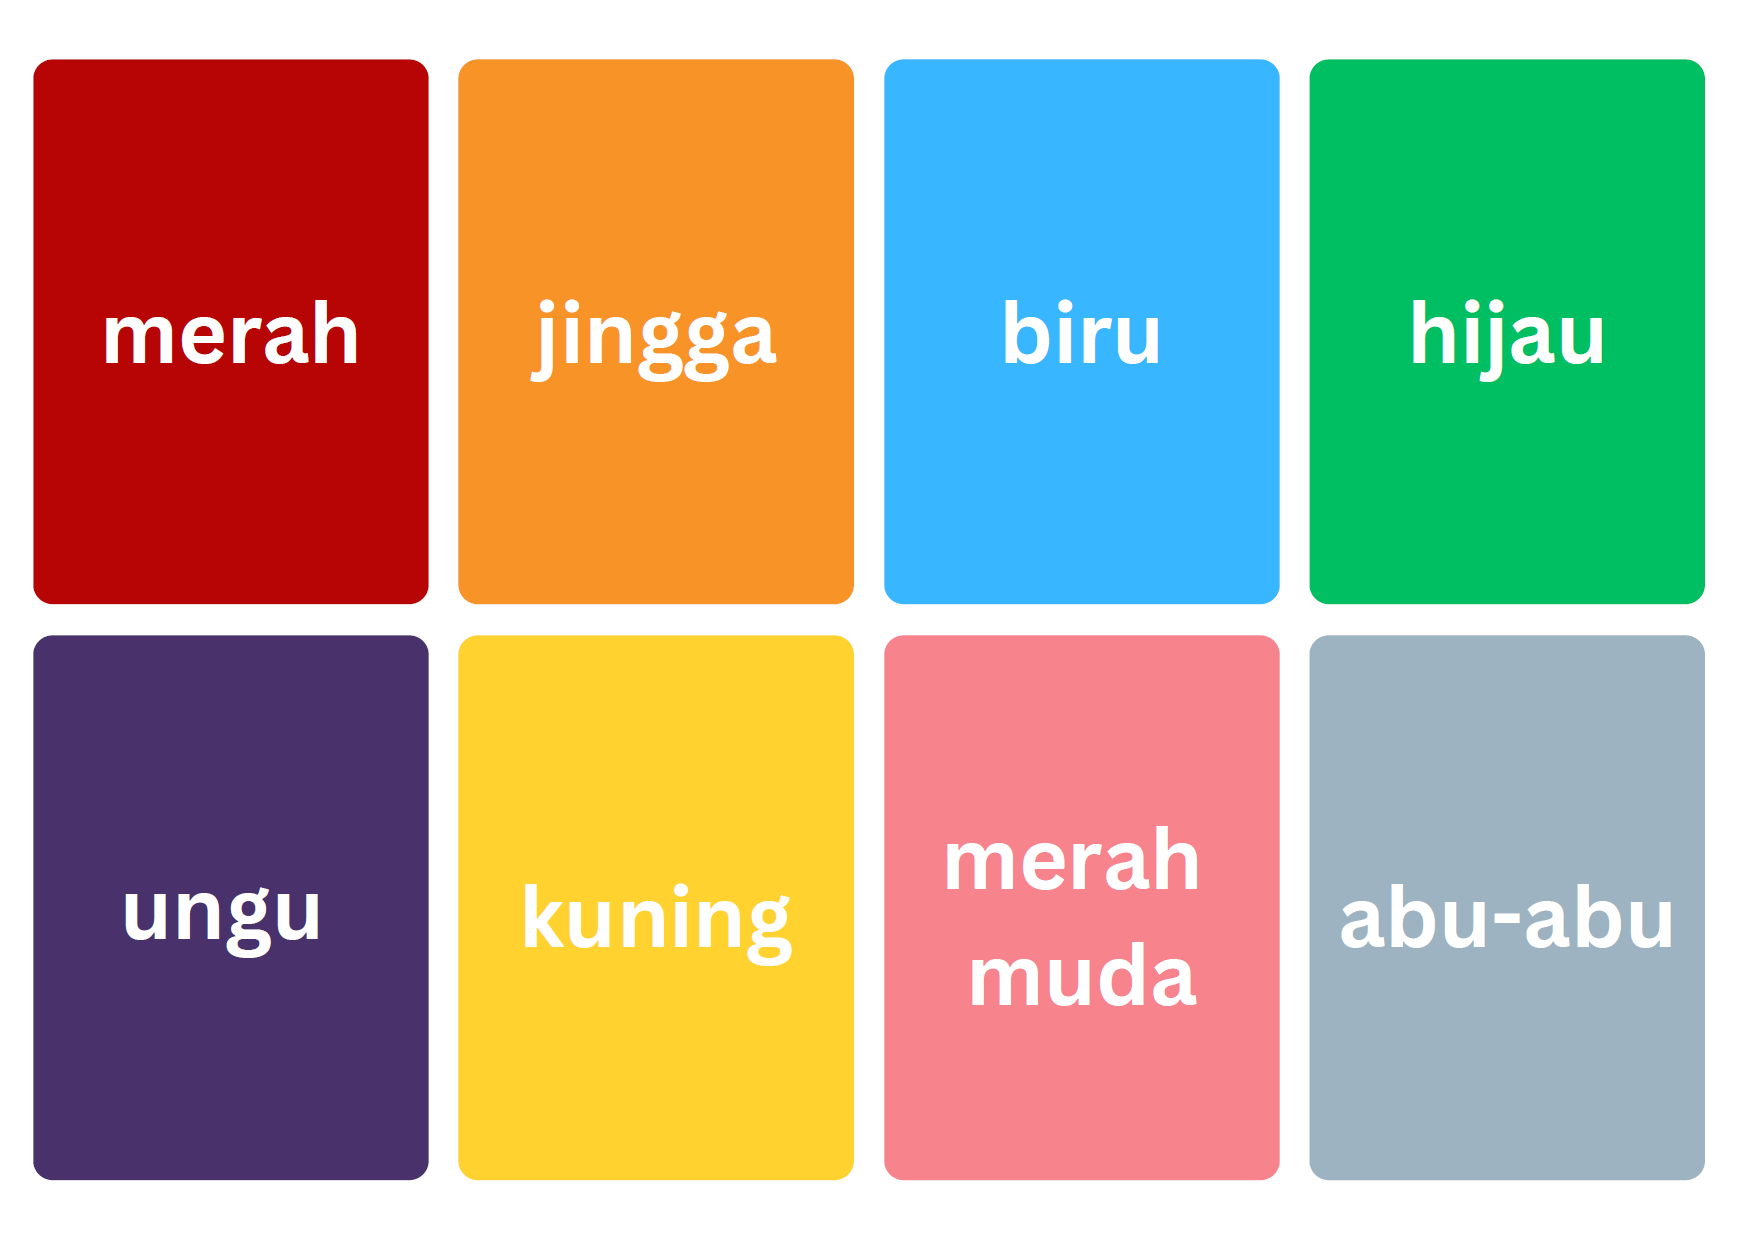 merah
jingga
biru
hijau
ungu
kuning
merah
muda
abu-abu